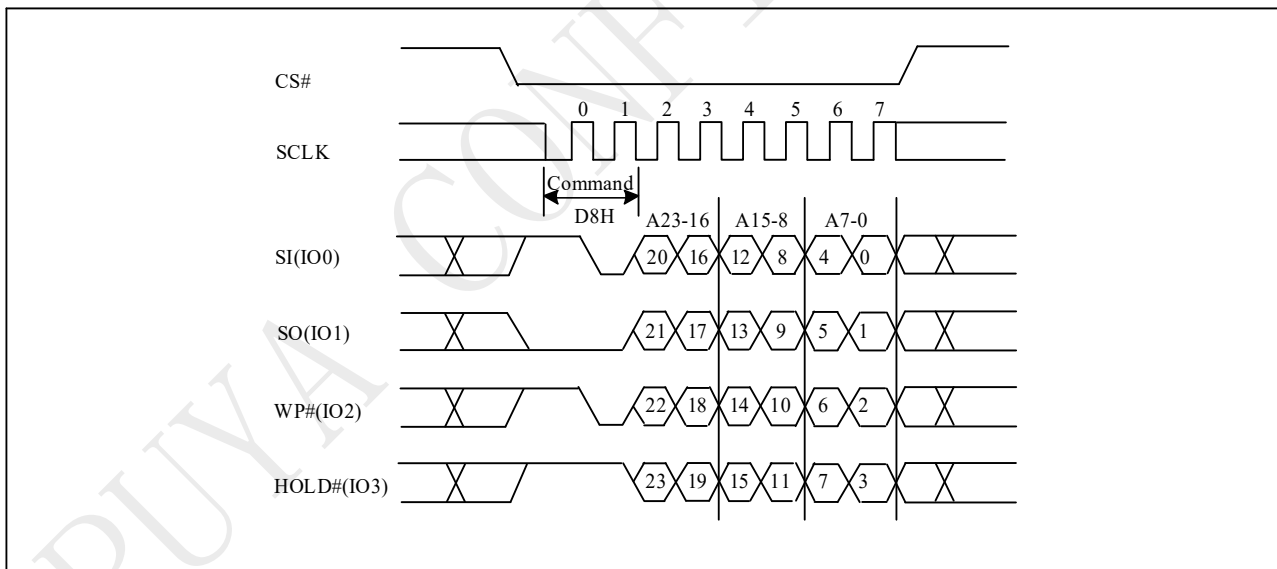 PUYA CONF
CS#
0 1 2 3 4 5 6 7
SCLK
Command
D8H A23-16 A15-8 A7-0
SI(IO0) 20 16 12 8 4 0
SO(IO1) 21 17 13 9 5 1
WP#(IO2) 22 18 14 10 6 2
HOLD#(IO3) 23 19 15 11 7 3